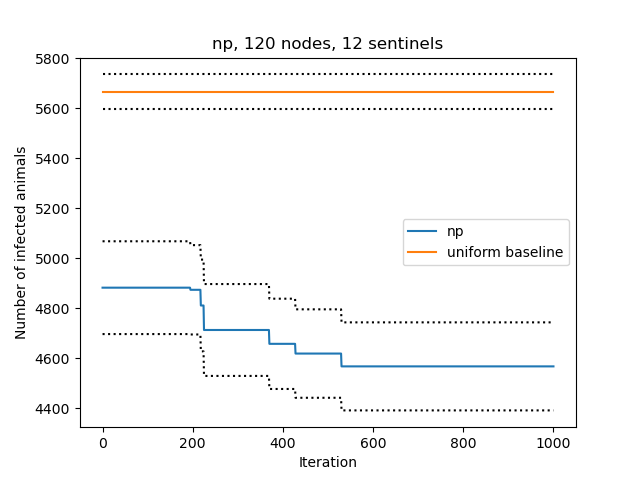 np, 120 nodes, 12 sentinels
Number of infected animals
5800
5600
5400
5200
5000
4800
4600
4400
np
uniform baseline
0
200
400
600
800
1000
Iteration